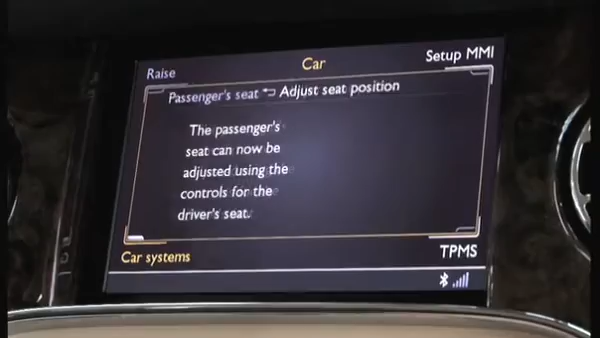 Raise Car Setup MMI
Passenger's seat Adjust seat position
The passenger's
seat can now be
adjusted using the
controls for the
driver's seat.
Car systems TPMS